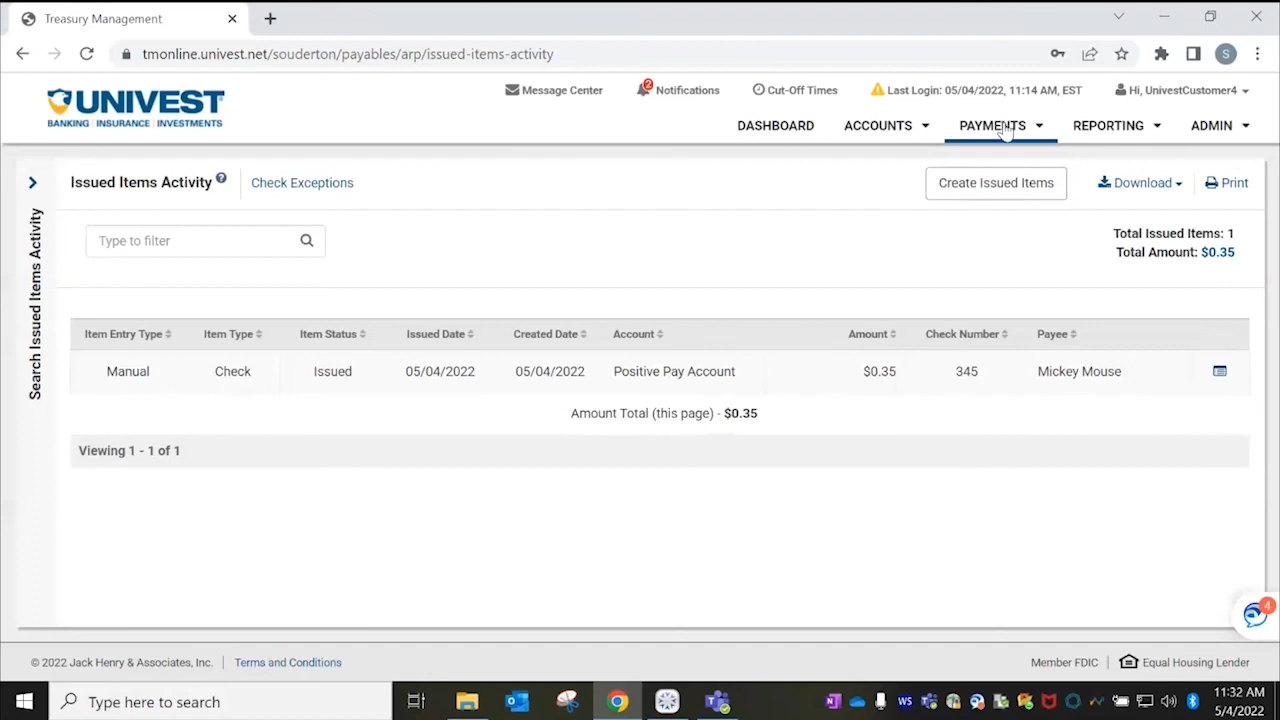 Treasury Management
tmonline.univest.net/souderton/payables/arp/issued-items-activity
S
UNIVEST
BANKING | INSURANCE | INVESTMENTS
Message Center
2
Notifications
Cut-Off Times
Last Login: 05/04/2022, 11:14 AM, EST
Hi, UnivestCustomer4
DASHBOARD
ACCOUNTS
PAYMENTS
REPORTING
ADMIN
Search Issued Items Activity
Issued Items Activity
Check Exceptions
Create Issued Items
Download
Print
Type to filter
Total Issued Items: 1
Total Amount: $0.35
Item Entry Type Item Type Item Status Issued Date Created Date Account Amount Check Number Payee
Manual Check Issued 05/04/2022 05/04/2022 Positive Pay Account $0.35 345 Mickey Mouse
Amount Total (this page) - $0.35
Viewing 1 - 1 of 1
4
© 2022 Jack Henry & Associates, Inc.
Terms and Conditions
Member FDIC
Equal Housing Lender
Type here to search
WS
11:32 AM
5/4/2022